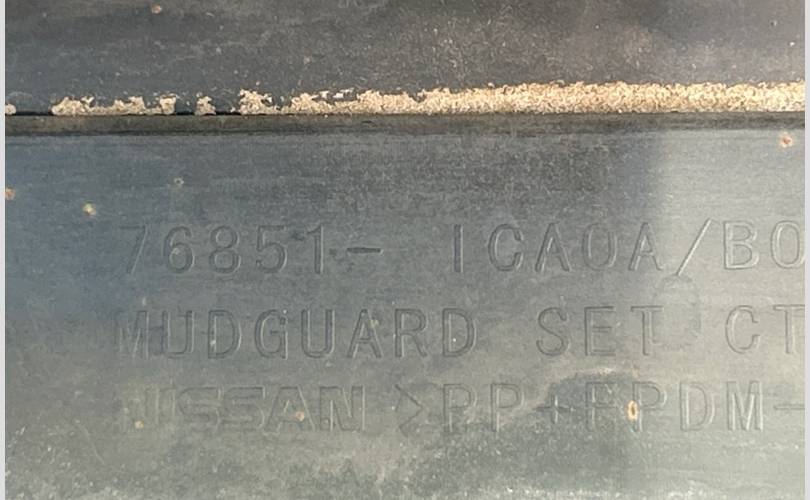 76851- 1CA0A/B0
MUDGUARD SET CT
NISSAN >PP+EPDM-